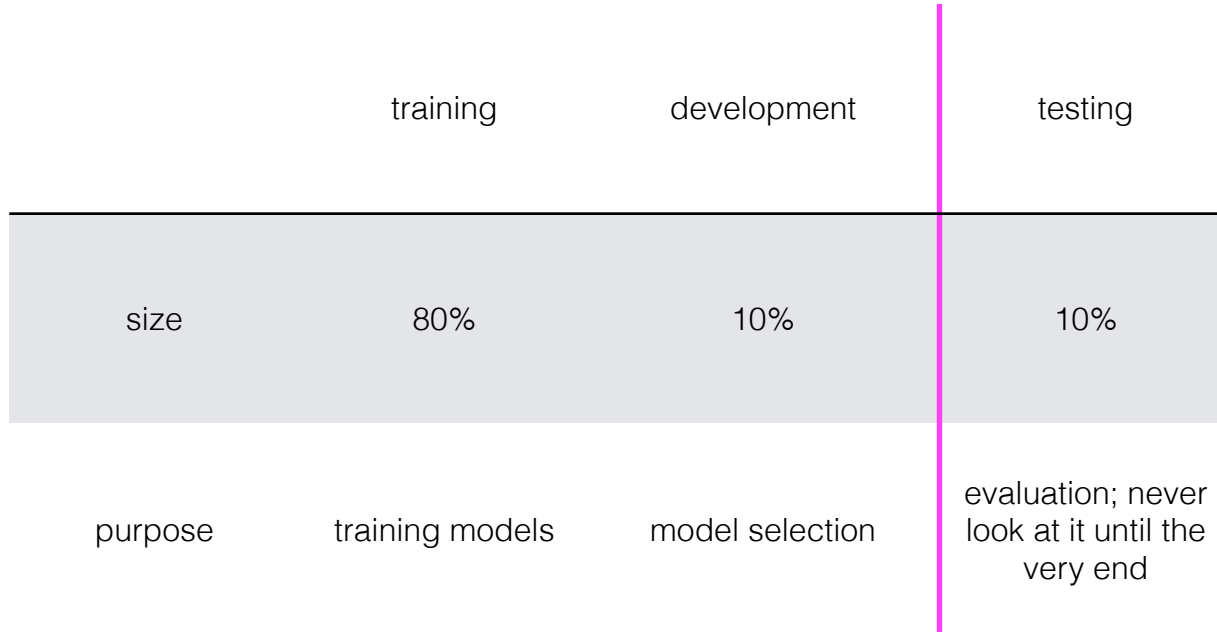 training development testing
size 80% 10% 10%
purpose training models model selection evaluation; never
look at it until the
very end